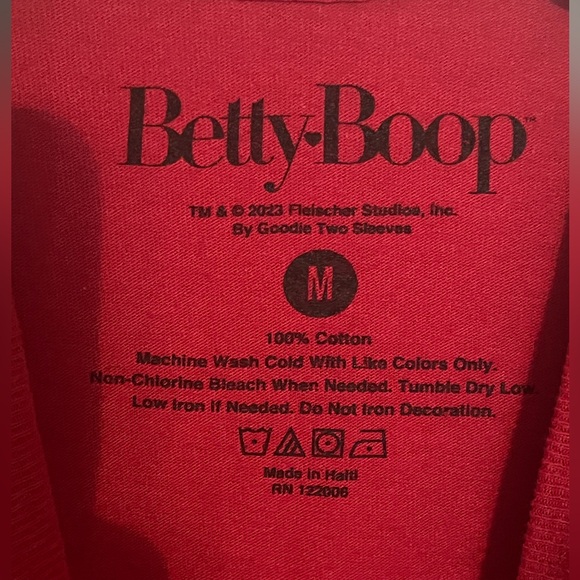 Betty Boop™
TM & © 2023 Fleischer Studios, Inc.
By Goodie Two Sleeves
M
100% Cotton
Machine Wash Cold With Like Colors Only.
Non-Chlorine Bleach When Needed. Tumble Dry Low.
Low Iron if Needed. Do Not Iron Decoration.
Made in Haiti
RN 122006